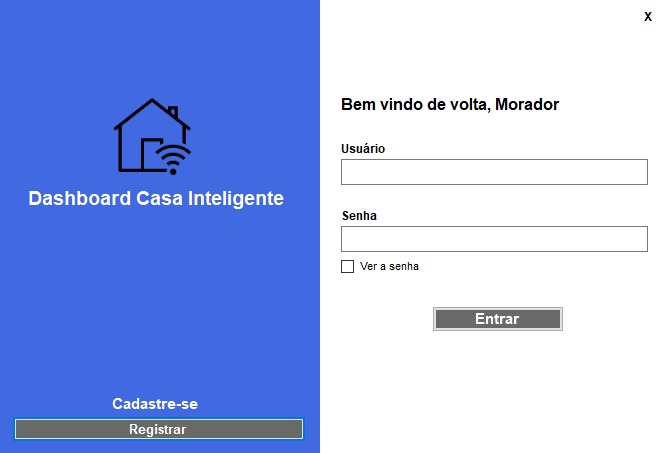 X
Dashboard Casa Inteligente
Cadastre-se
Registrar
Bem vindo de volta, Morador
Usuário
Senha
Ver a senha
Entrar